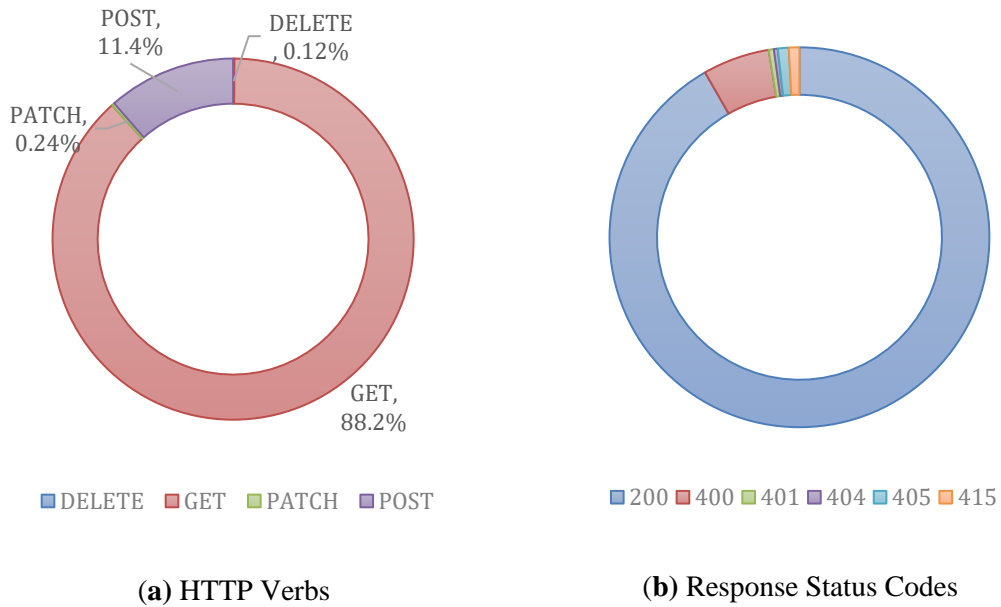 POST,
11.4%
DELETE
, 0.12%
PATCH,
0.24%
GET,
88.2%
DELETE GET PATCH POST
200 400 401 404 405 415
(a) HTTP Verbs
(b) Response Status Codes